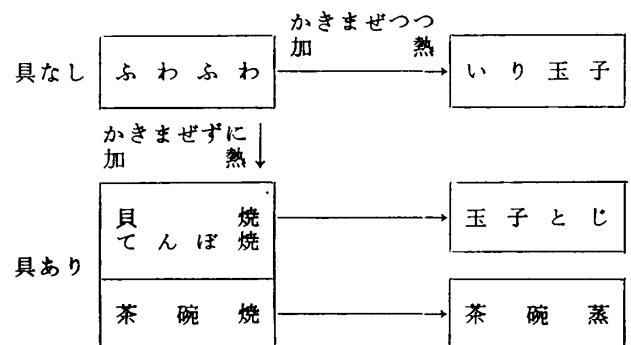 かきまぜつつ
加熱
具なし
ふわふわ
いり玉子
かきまぜずに
加熱
具あり
貝焼
てんぽ焼
玉子とじ
茶碗焼
茶碗蒸